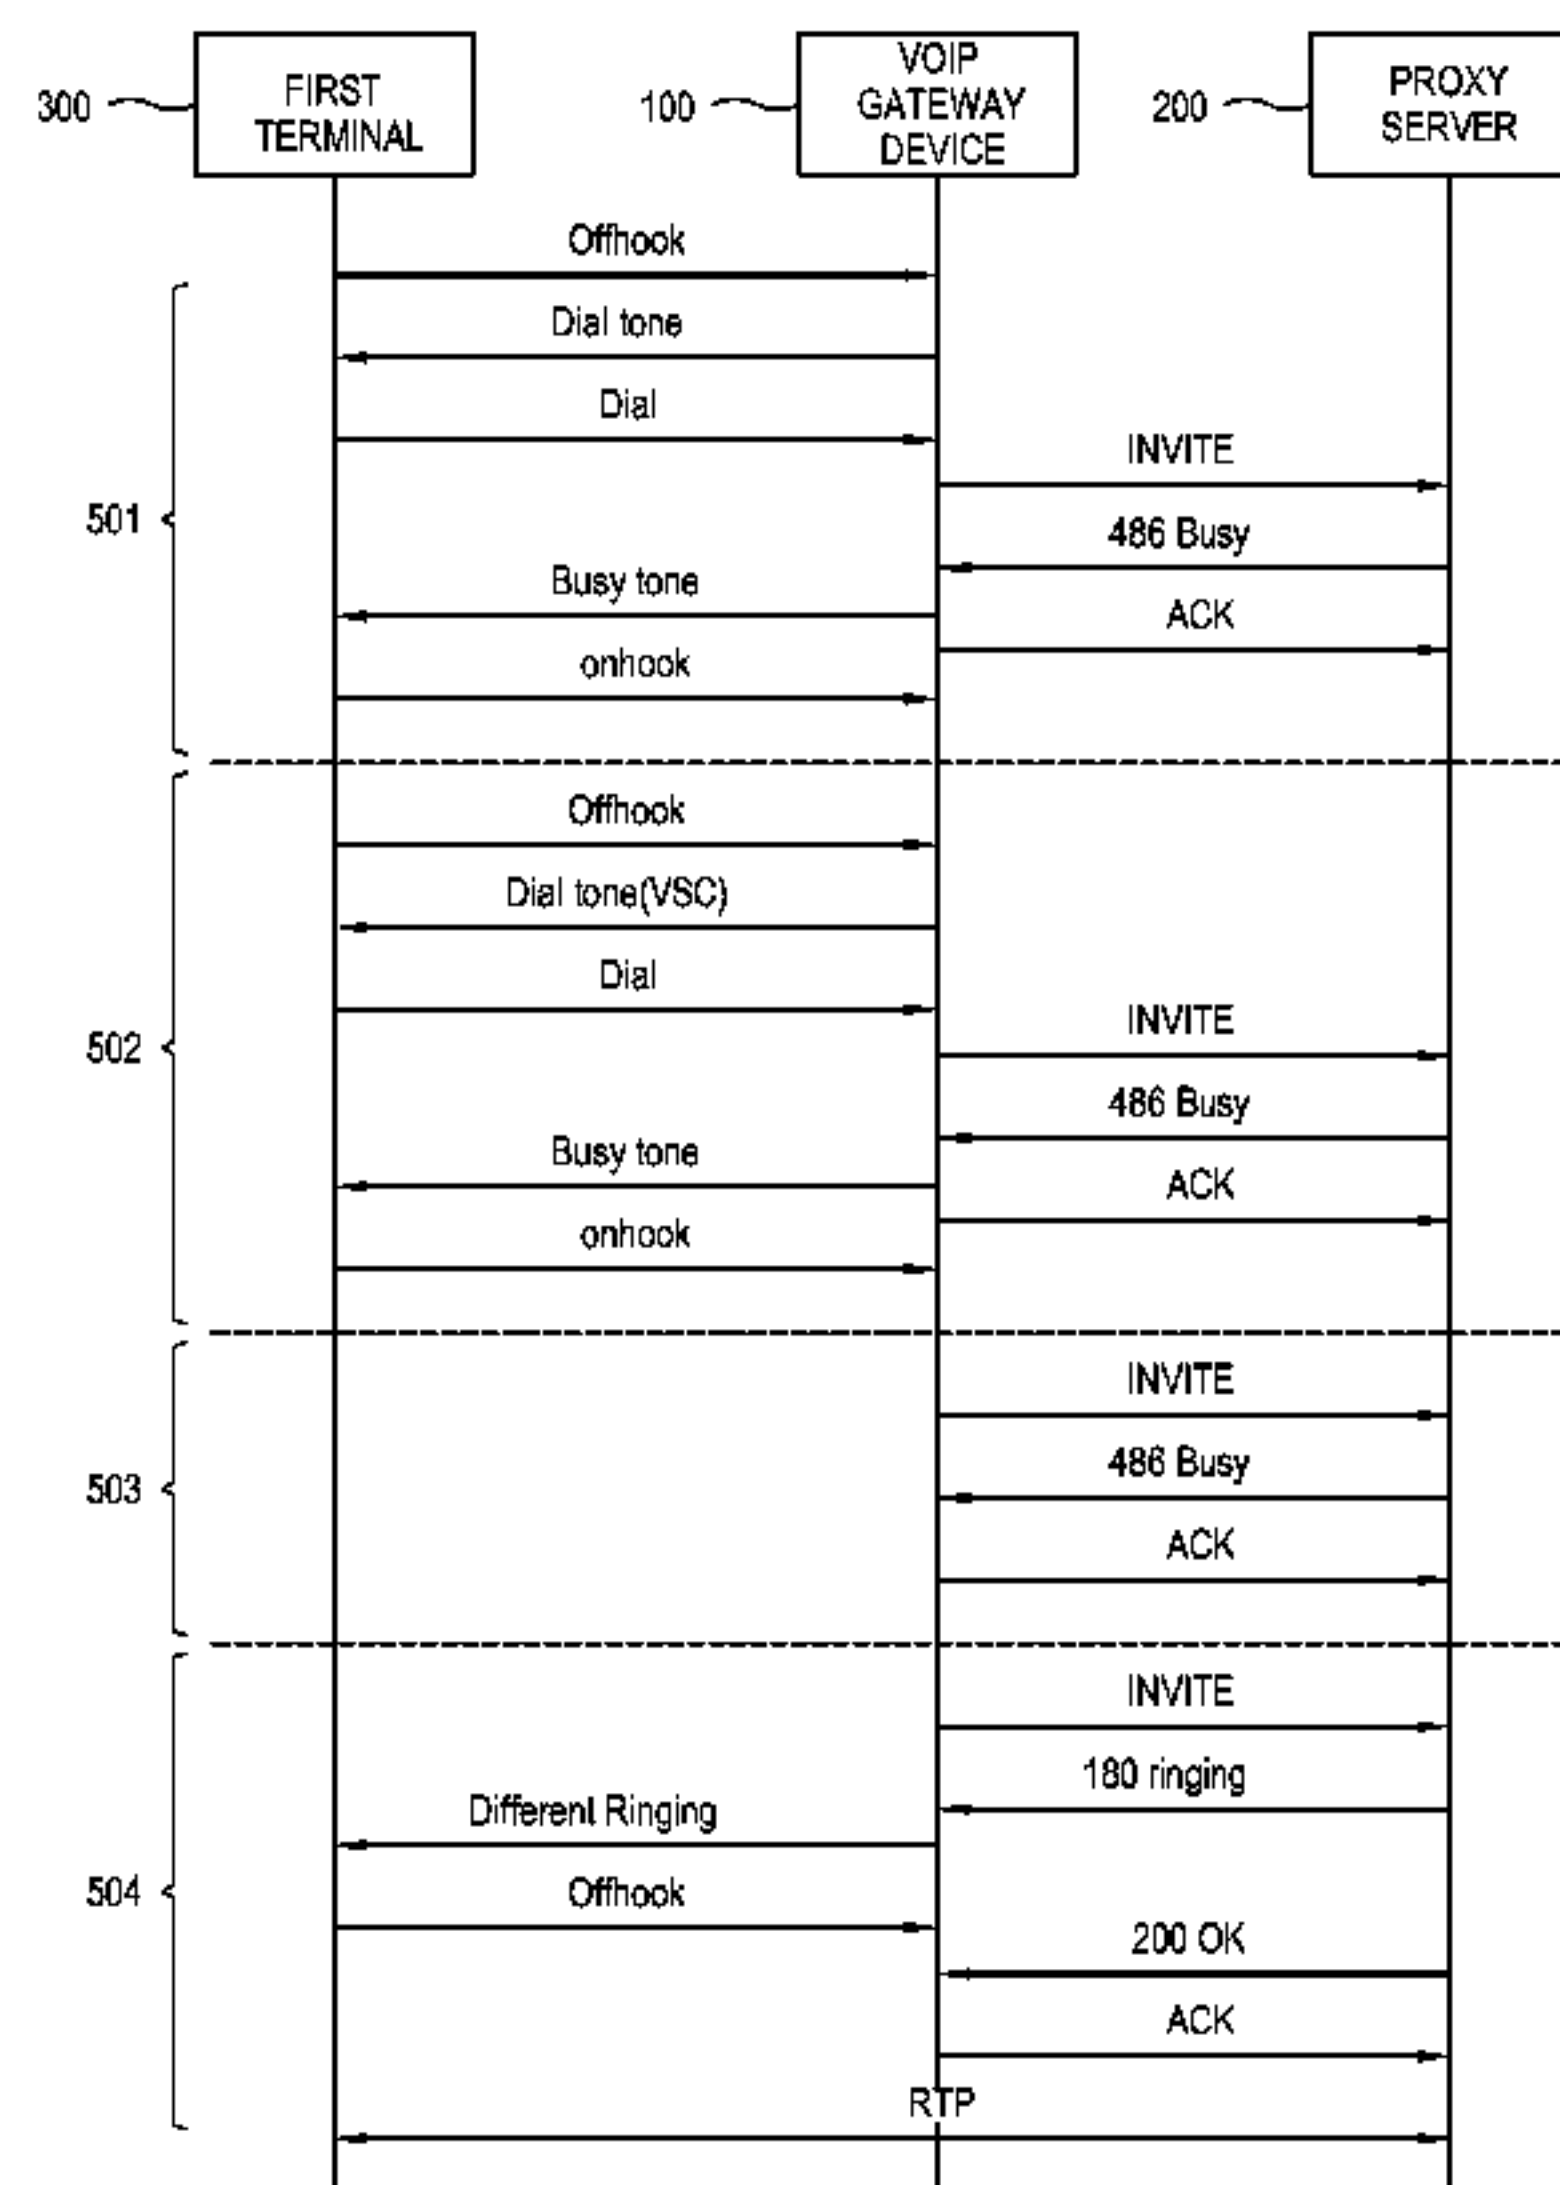 300
FIRST
TERMINAL
100
VOIP
GATEWAY
DEVICE
200
PROXY
SERVER
Offhook
Dial tone
Dial
INVITE
501
486 Busy
Busy tone
ACK
onhook
Offhook
Dial tone(VSC)
Dial
INVITE
502
486 Busy
Busy tone
ACK
onhook
INVITE
486 Busy
503
ACK
INVITE
180 ringing
Different Ringing
504
Offhook
200 OK
ACK
RTP